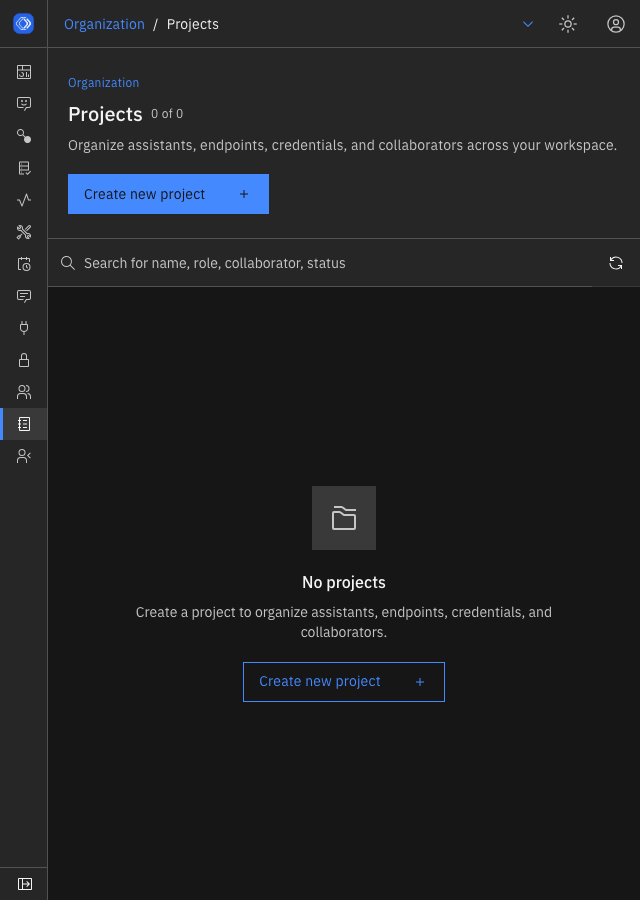 Organization / Projects
Organization
Projects 0 of 0
Organize assistants, endpoints, credentials, and collaborators across your workspace.
Create new project
Search for name, role, collaborator, status
No projects
Create a project to organize assistants, endpoints, credentials, and
collaborators.
Create new project